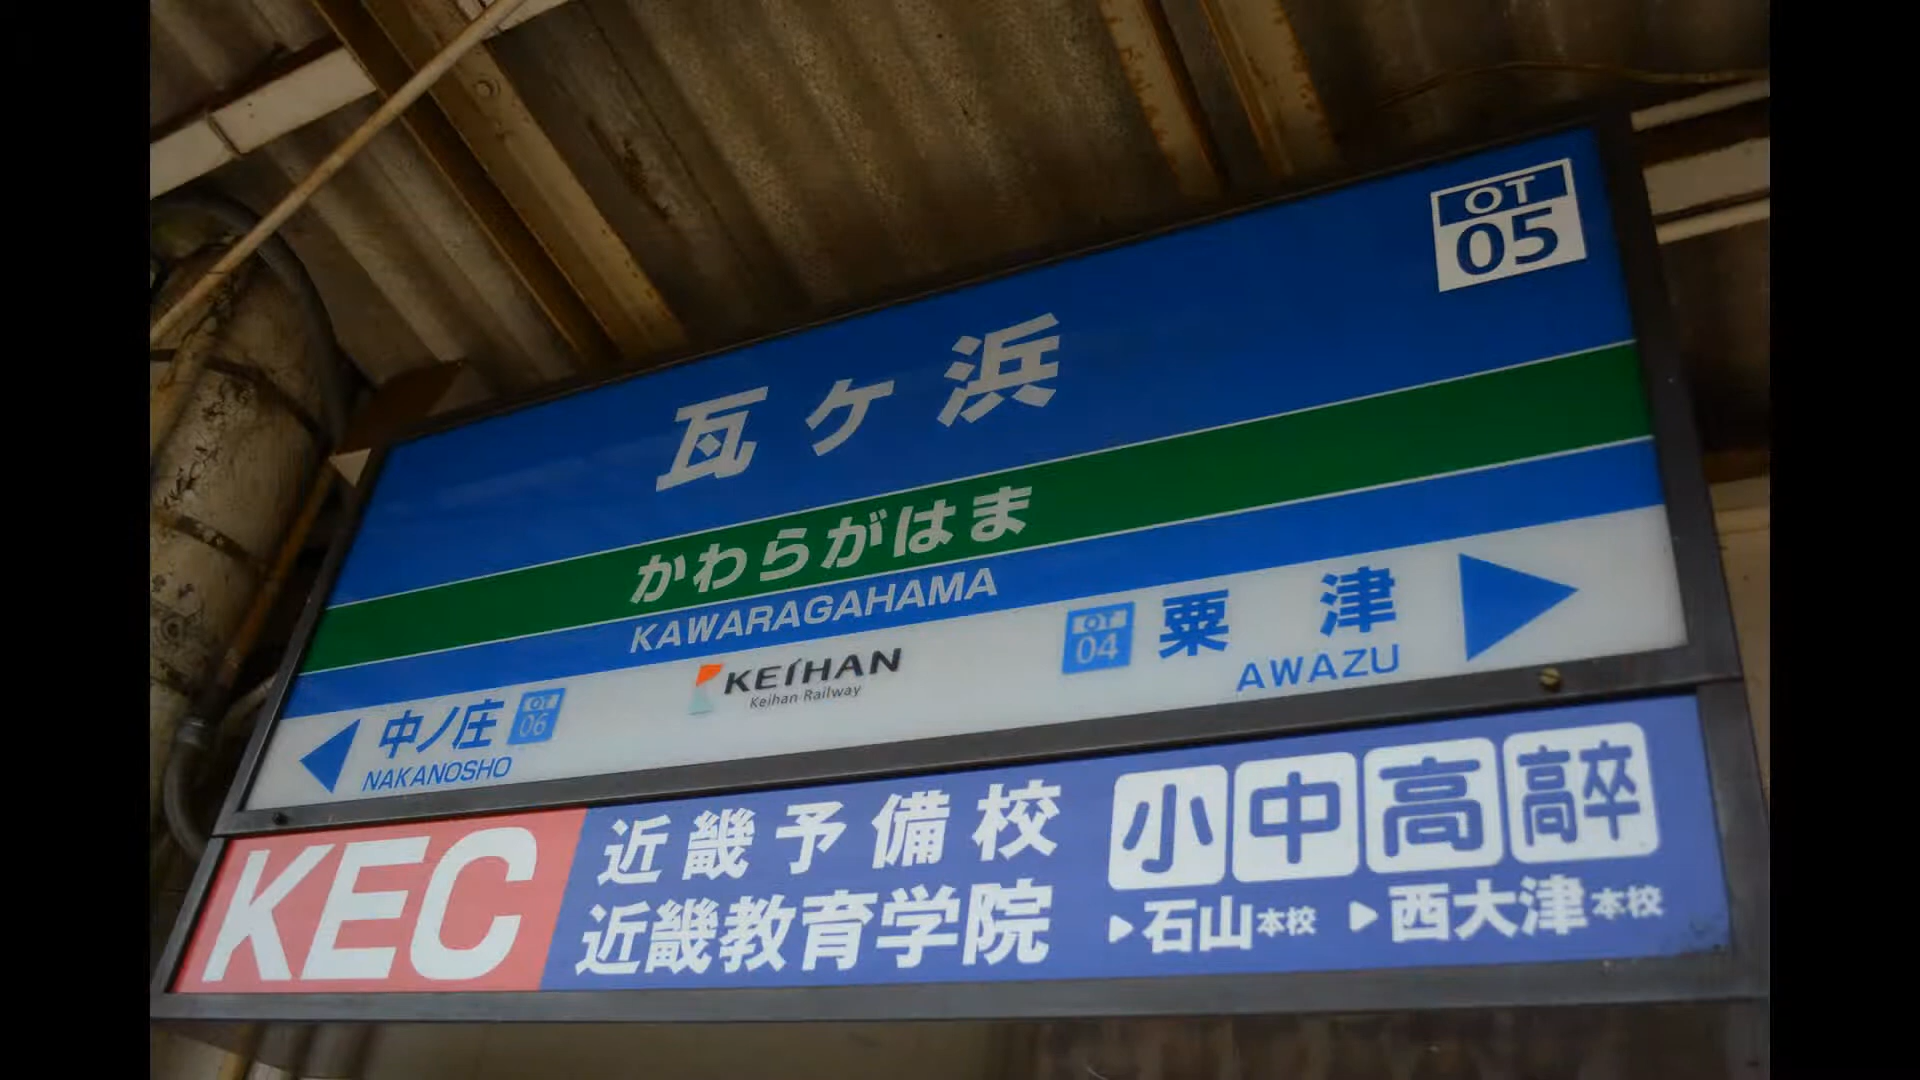 OT
05
瓦ヶ浜
かわらがはま
KAWARAGAHAMA
中ノ庄 OT 06
NAKANOSHO
KEIHAN
Keihan Railway
OT 04 粟津
AWAZU
KEC 近畿予備校
近畿教育学院
小 中 高 高卒
▶石山本校 ▶西大津本校